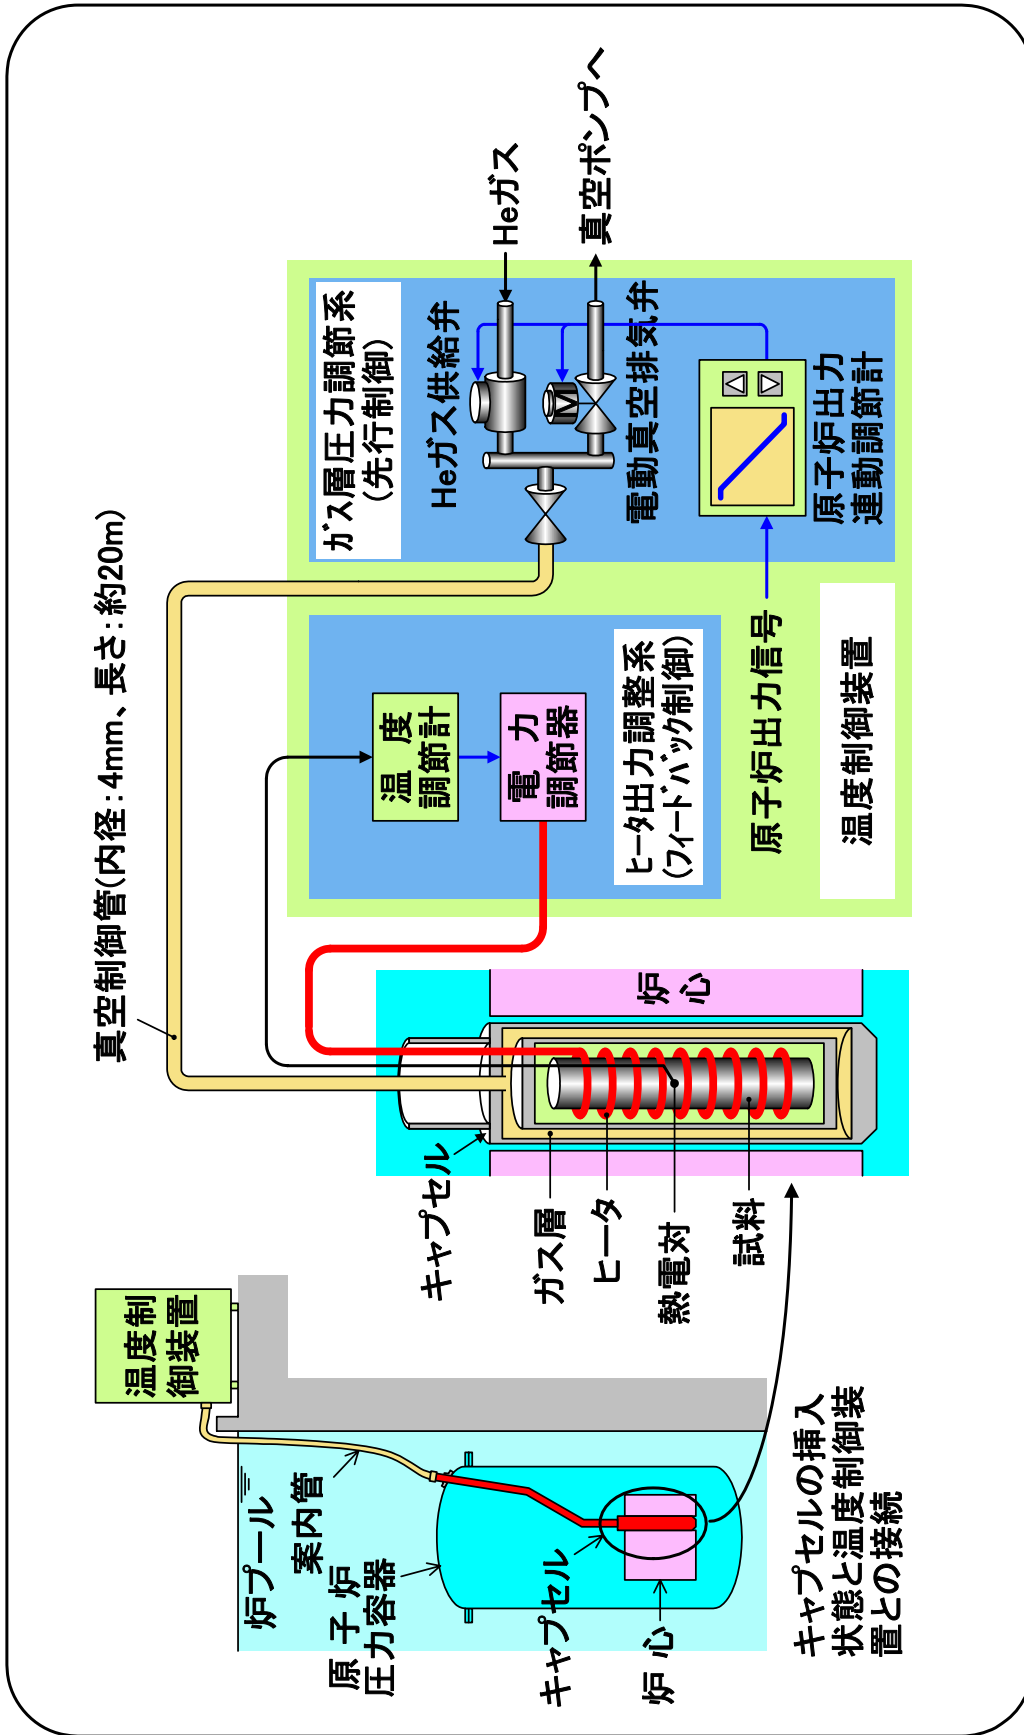 温度制
御装置
炉プール
案内管
原子炉
圧力容器
キャプセル
炉心
キャプセルの挿入
状態と温度制御装
置との接続
真空制御管(内径:4mm、長さ:約20m)
キャプセル
ガス層
ヒータ
熱電対
試料
炉
心
温度
調節計
電力
調節器
ヒータ出力調整系
(フィードバック制御)
ガス層圧力調節系
(先行制御)
Heガス供給弁
Heガス
真空ポンプへ
M
電動真空排気弁
原子炉出力
連動調節計
原子炉出力信号
温度制御装置